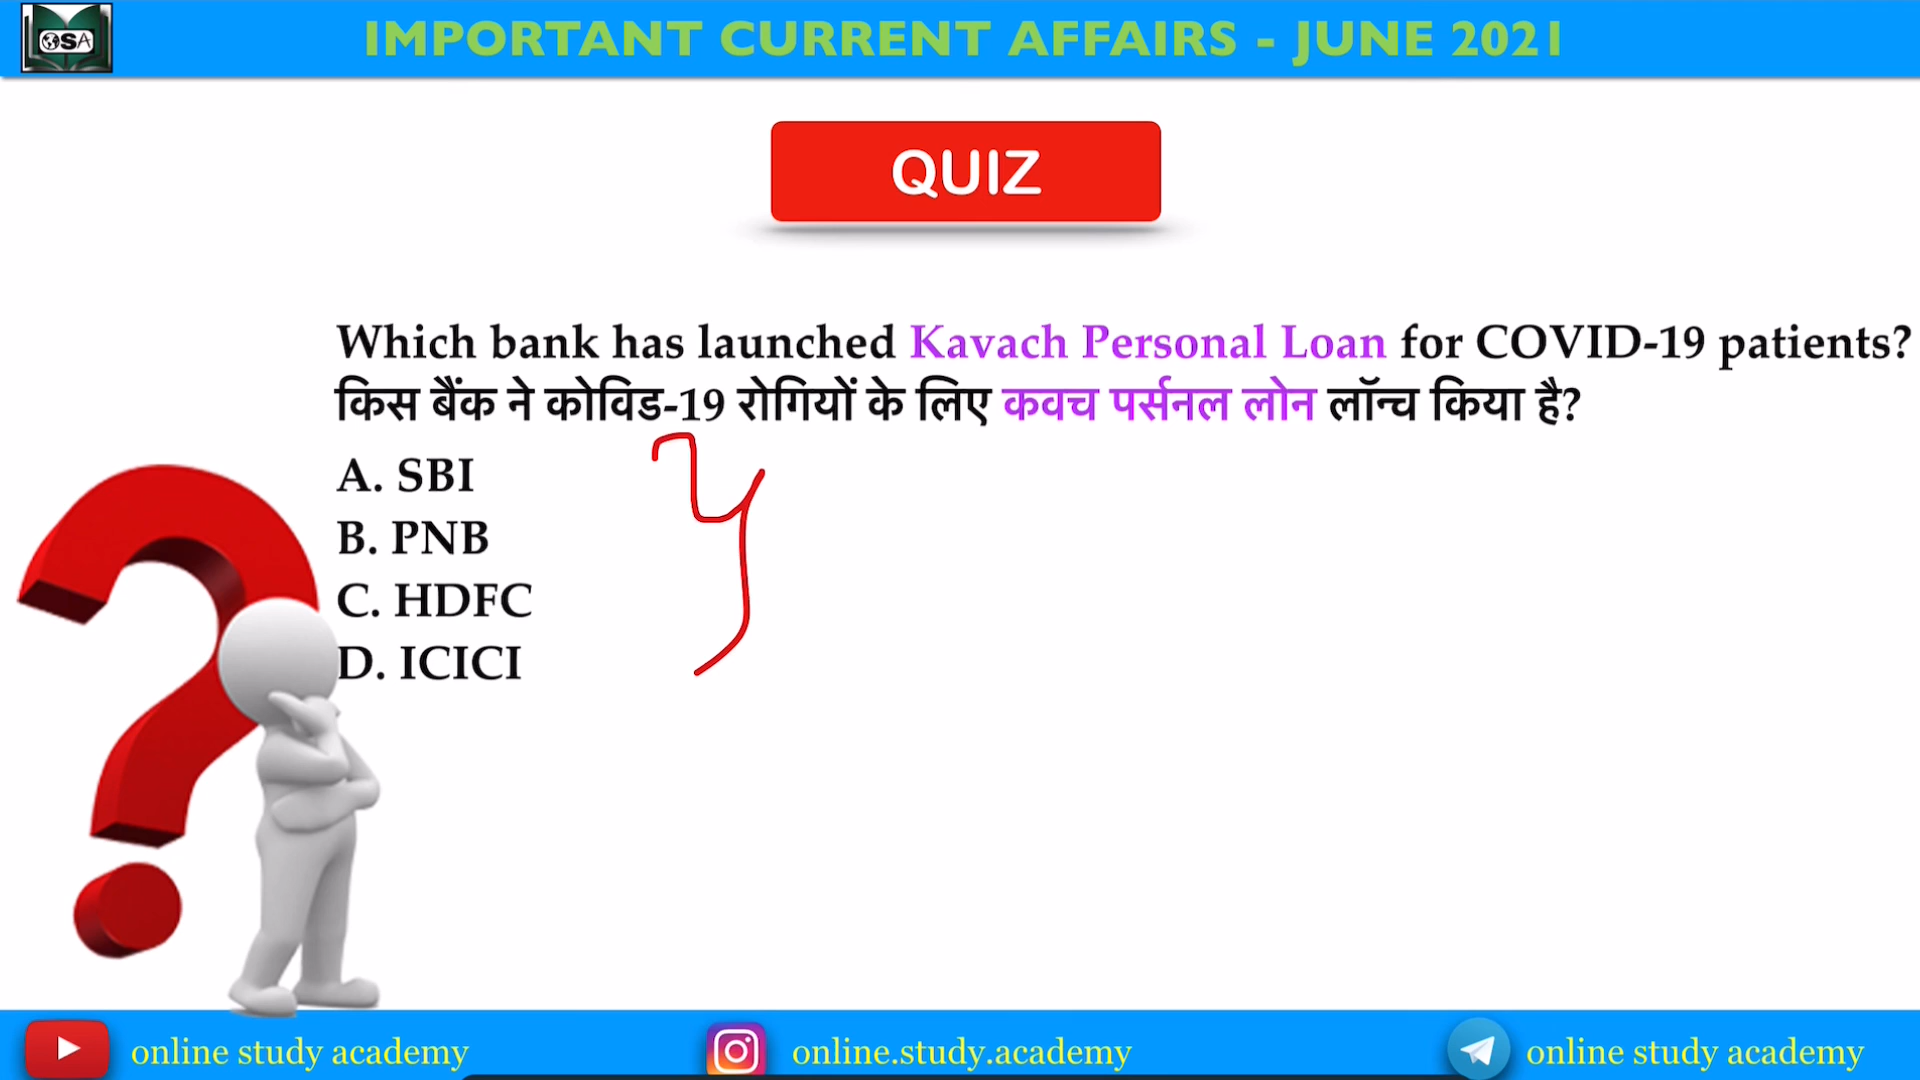 OSA
IMPORTANT CURRENT AFFAIRS - JUNE 2021
QUIZ
Which bank has launched Kavach Personal Loan for COVID-19 patients?
किस बैंक ने कोविड-19 रोगियों के लिए कवच पर्सनल लोन लॉन्च किया है?
A. SBI
B. PNB
C. HDFC
D. ICICI
online study academy
online.study.academy
online study academy